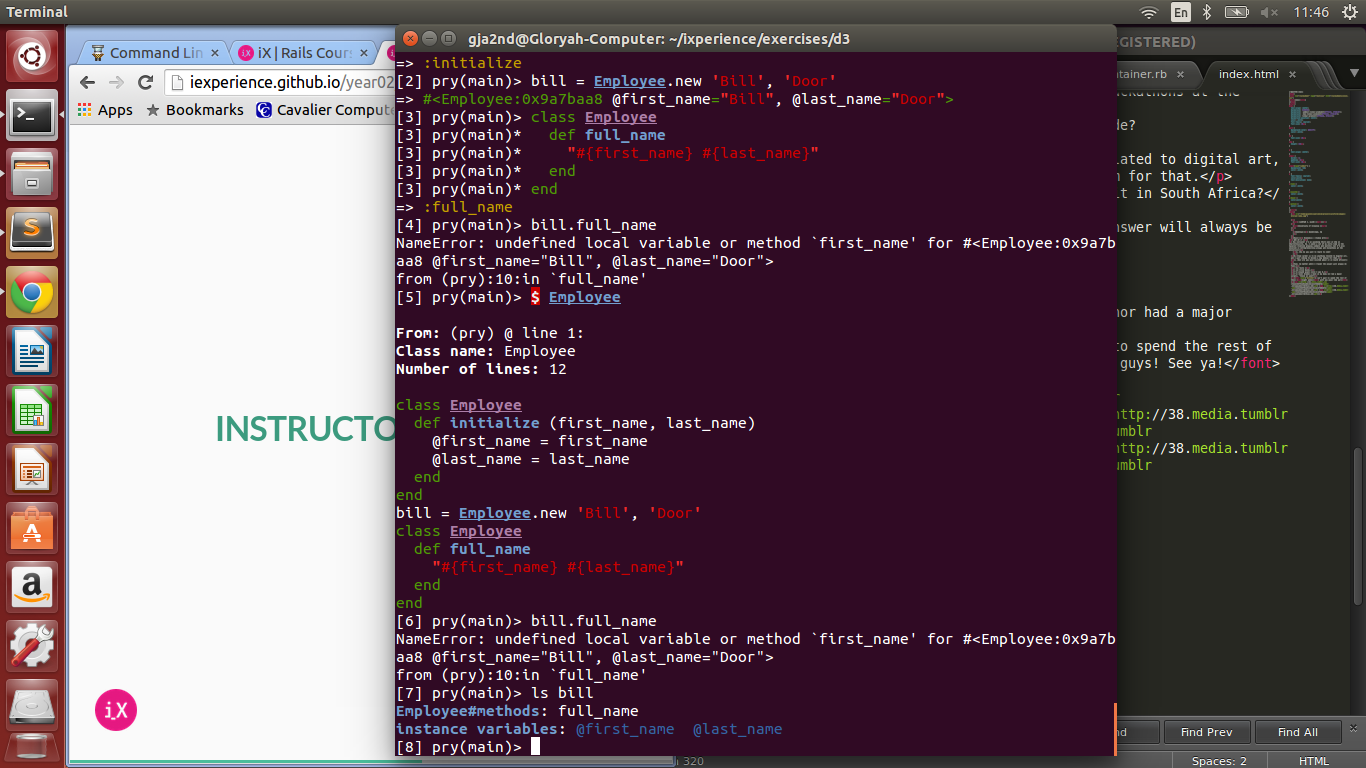 Terminal
En
11:46
gja2nd@Gloryah-Computer: ~/ixperience/exercises/d3
EGISTERED)
Command Lin
iX | Rails Cours
iexperience.github.io/year02
Apps
Bookmarks
Cavalier Compute
INSTRUCTO
i_X
=> :initialize
[2] pry(main)> bill = Employee.new 'Bill', 'Door'
=> #<Employee:0x9a7baa8 @first_name="Bill", @last_name="Door">
[3] pry(main)> class Employee
[3] pry(main)*   def full_name
[3] pry(main)*     "#{first_name} #{last_name}"
[3] pry(main)*   end
[3] pry(main)* end
=> :full_name
[4] pry(main)> bill.full_name
NameError: undefined local variable or method `first_name' for #<Employee:0x9a7b
aa8 @first_name="Bill", @last_name="Door">
from (pry):10:in `full_name'
[5] pry(main)> $ Employee
From: (pry) @ line 1:
Class name: Employee
Number of lines: 12
class Employee
  def initialize (first_name, last_name)
    @first_name = first_name
    @last_name = last_name
  end
end
bill = Employee.new 'Bill', 'Door'
class Employee
  def full_name
    "#{first_name} #{last_name}"
  end
end
[6] pry(main)> bill.full_name
NameError: undefined local variable or method `first_name' for #<Employee:0x9a7b
aa8 @first_name="Bill", @last_name="Door">
from (pry):10:in `full_name'
[7] pry(main)> ls bill
Employee#methods: full_name
instance variables: @first_name  @last_name
[8] pry(main)>
tainer.rb
index.html
de?
lated to digital art,
m for that.</p>
it in South Africa?</
nswer will always be
nor had a major
to spend the rest of
guys! See ya!</font>
http://38.media.tumblr
umblr
http://38.media.tumblr
umblr
nd
Find Prev
Find All
320
Spaces: 2
HTML